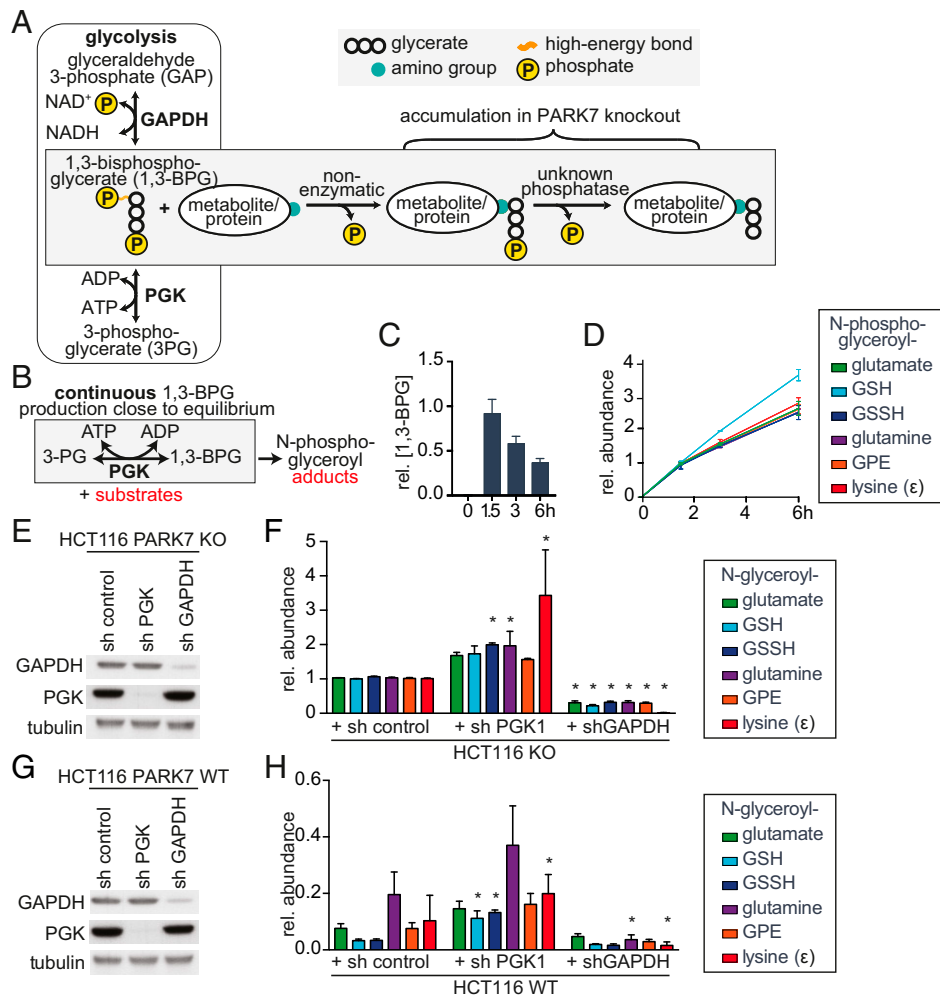 A
glycolysis
glyceraldehyde
3-phosphate (GAP)
NAD+
P
NADH
GAPDH
glycerate
amino group
high-energy bond
P
phosphate
accumulation in PARK7 knockout
1,3-bisphospho-
glycerate (1,3-BPG)
P
P
+
metabolite/
protein
non-
enzymatic
P
metabolite/
protein
P
unknown
phosphatase
P
metabolite/
protein
ADP
ATP
PGK
3-phospho-
glycerate (3PG)
B
continuous 1,3-BPG
production close to equilibrium
ATP
ADP
3-PG
PGK
1,3-BPG
+ substrates
N-phospho-
glyceroyl
adducts
C
rel. [1,3-BPG]
1.5
1.0
0.5
0.0
0
1.5
3
6h
D
rel. abundance
4
3
2
1
0
0
2
4
6h
N-phospho-
glyceroyl-
glutamate
GSH
GSSH
glutamine
GPE
lysine (ε)
E
HCT116 PARK7 KO
sh control
sh PGK
sh GAPDH
GAPDH
PGK
tubulin
F
rel. abundance
5
4
3
2
1
0
* * *
* * * * * *
+ sh control
+ sh PGK1
+ shGAPDH
HCT116 KO
N-glyceroyl-
glutamate
GSH
GSSH
glutamine
GPE
lysine (ε)
G
HCT116 PARK7 WT
sh control
sh PGK
sh GAPDH
GAPDH
PGK
tubulin
H
rel. abundance
0.6
0.4
0.2
0.0
* * *
* *
+ sh control
+ sh PGK1
+ shGAPDH
HCT116 WT
N-glyceroyl-
glutamate
GSH
GSSH
glutamine
GPE
lysine (ε)